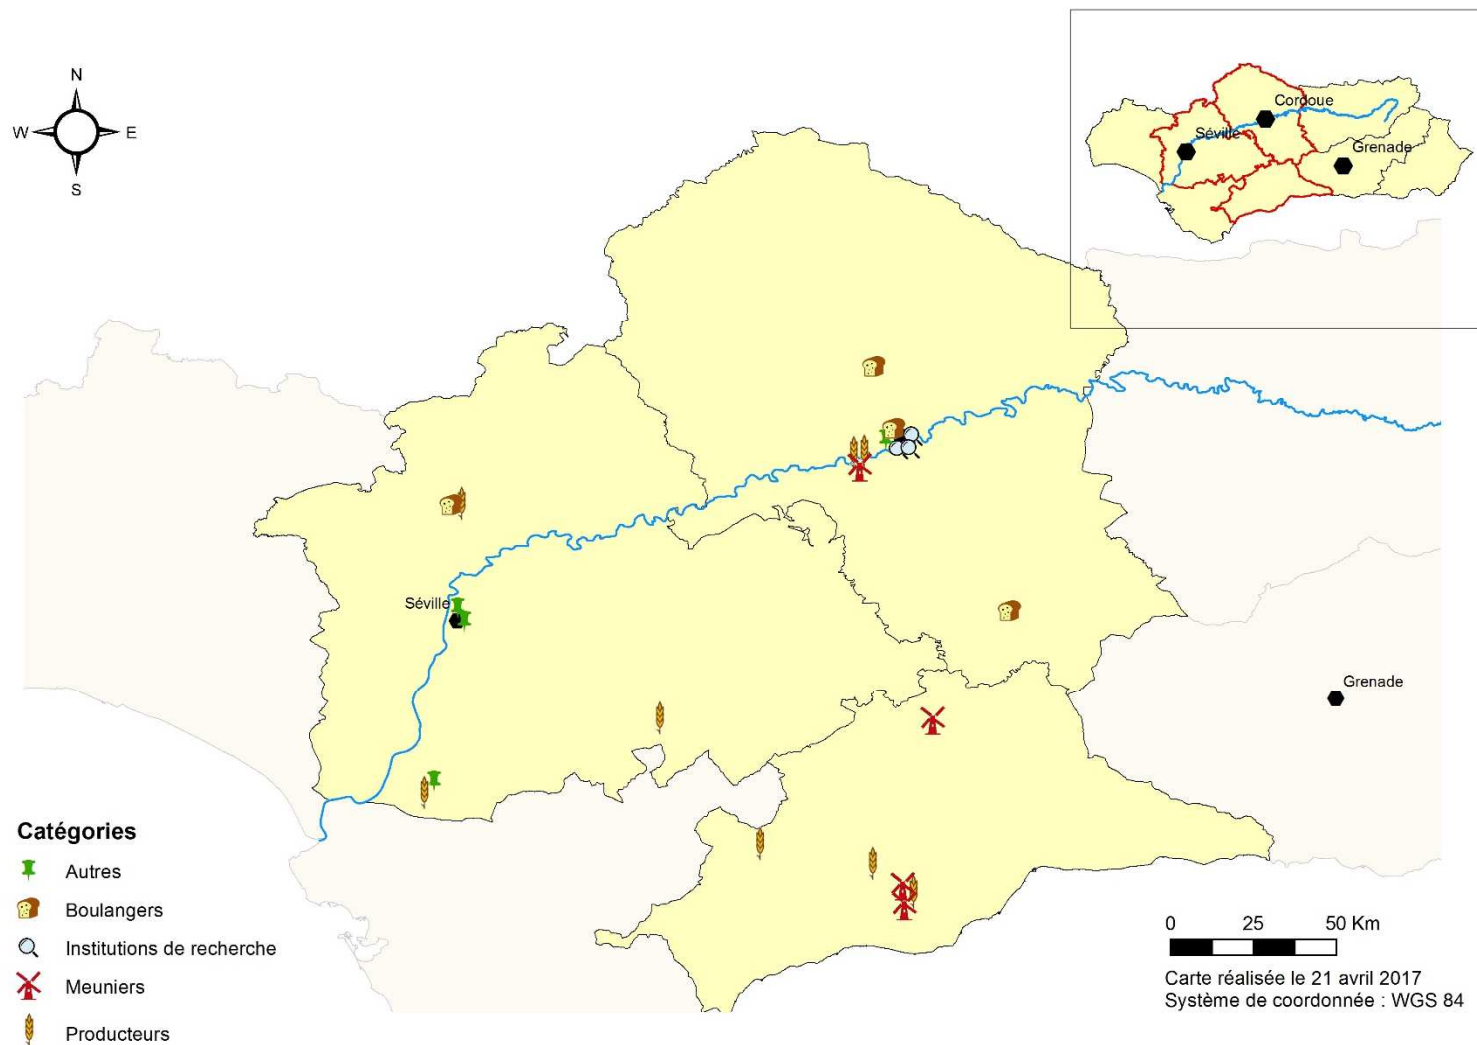 N
W E
S
Cordoue
Séville
Grenade
Séville
Grenade
Catégories
Autres
Boulangers
Institutions de recherche
Meuniers
Producteurs
0 25 50 Km
Carte réalisée le 21 avril 2017
Système de coordonnée : WGS 84